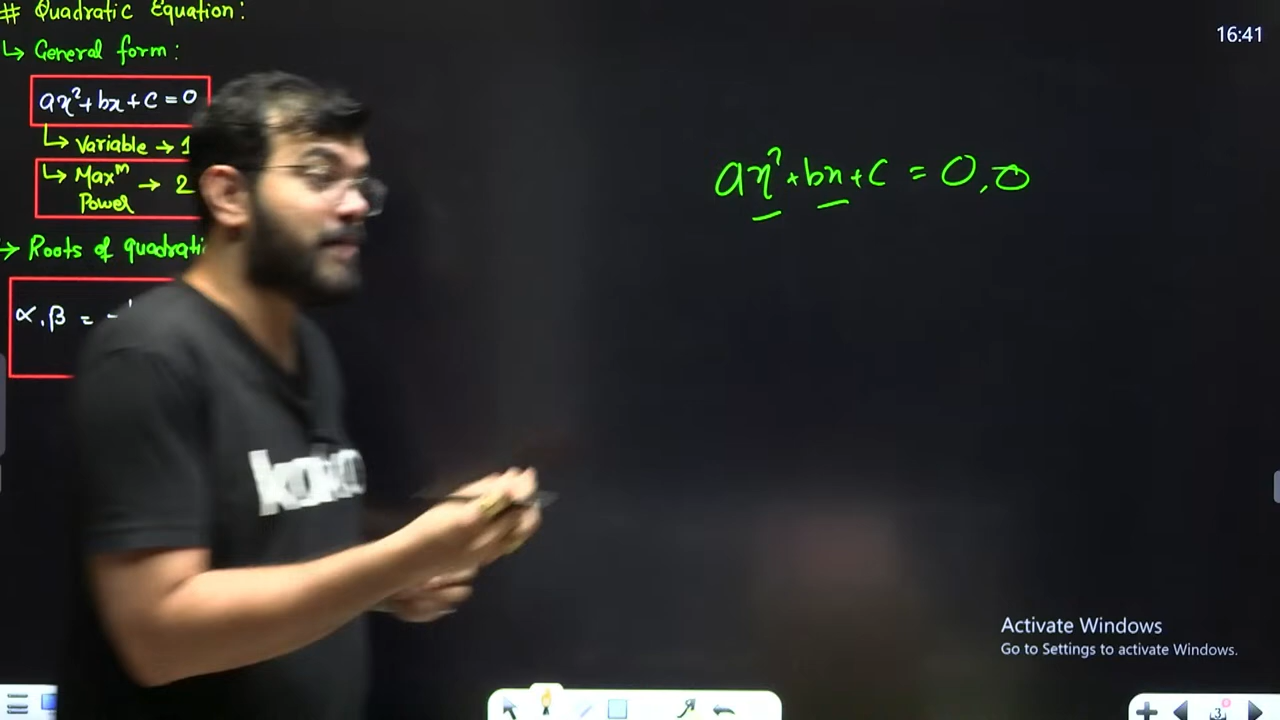 # Quadratic Equation:
↳ General form:
ax²+bx+c=0
↳ Variable → 1
↳ Maxᵐ → 2
Power
→ Roots of
α,β = -
16:41
ax²+bx+c = 0,0
Activate Windows
Go to Settings to activate Windows.
3